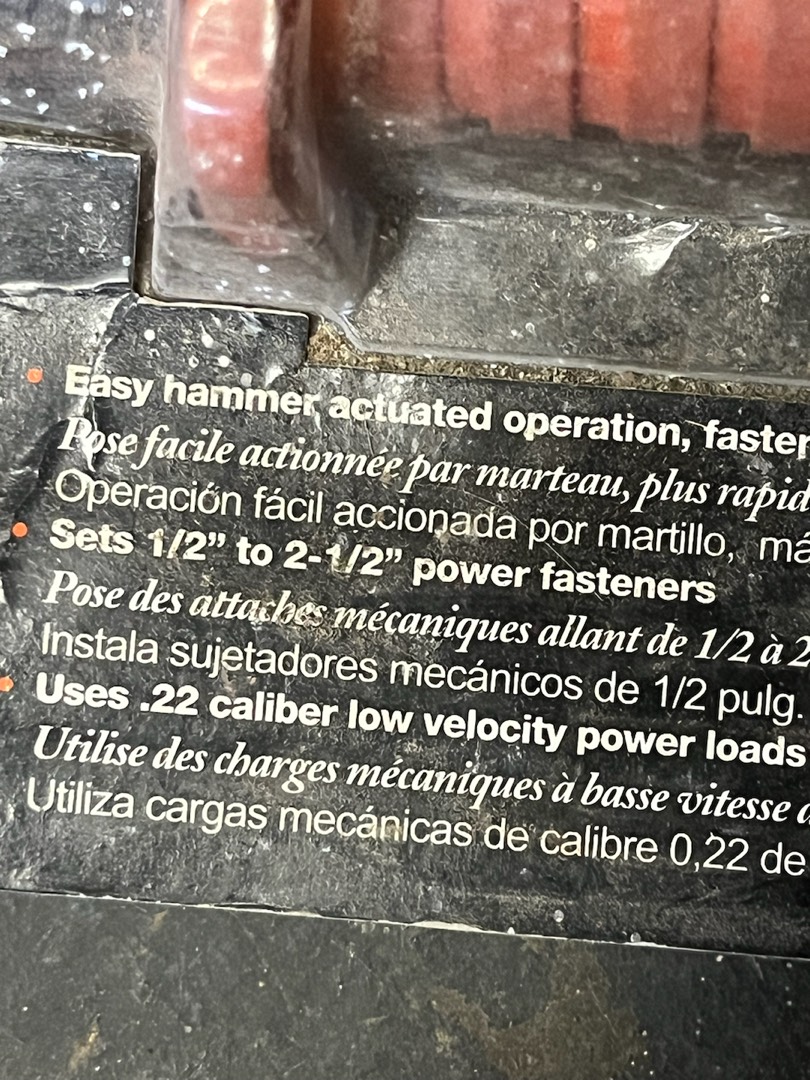 Easy hammer actuated operation, faster
Pose facile actionnée par marteau, plus rapid
Operación fácil accionada por martillo, má
Sets 1/2” to 2-1/2” power fasteners
Pose des attaches mécaniques allant de 1/2 à 2
Instala sujetadores mecánicos de 1/2 pulg.
Uses .22 caliber low velocity power loads
Utilise des charges mécaniques à basse vitesse d
Utiliza cargas mecánicas de calibre 0,22 de